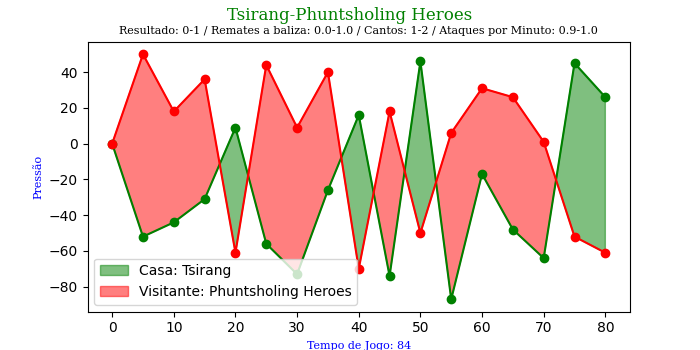 Tsirang-Phuntsholing Heroes
Resultado: 0-1 / Remates a baliza: 0.0-1.0 / Cantos: 1-2 / Ataques por Minuto: 0.9-1.0
Pressão
40
20
0
−20
−40
−60
−80
Casa: Tsirang
Visitante: Phuntsholing Heroes
0 10 20 30 40 50 60 70 80
Tempo de Jogo: 84